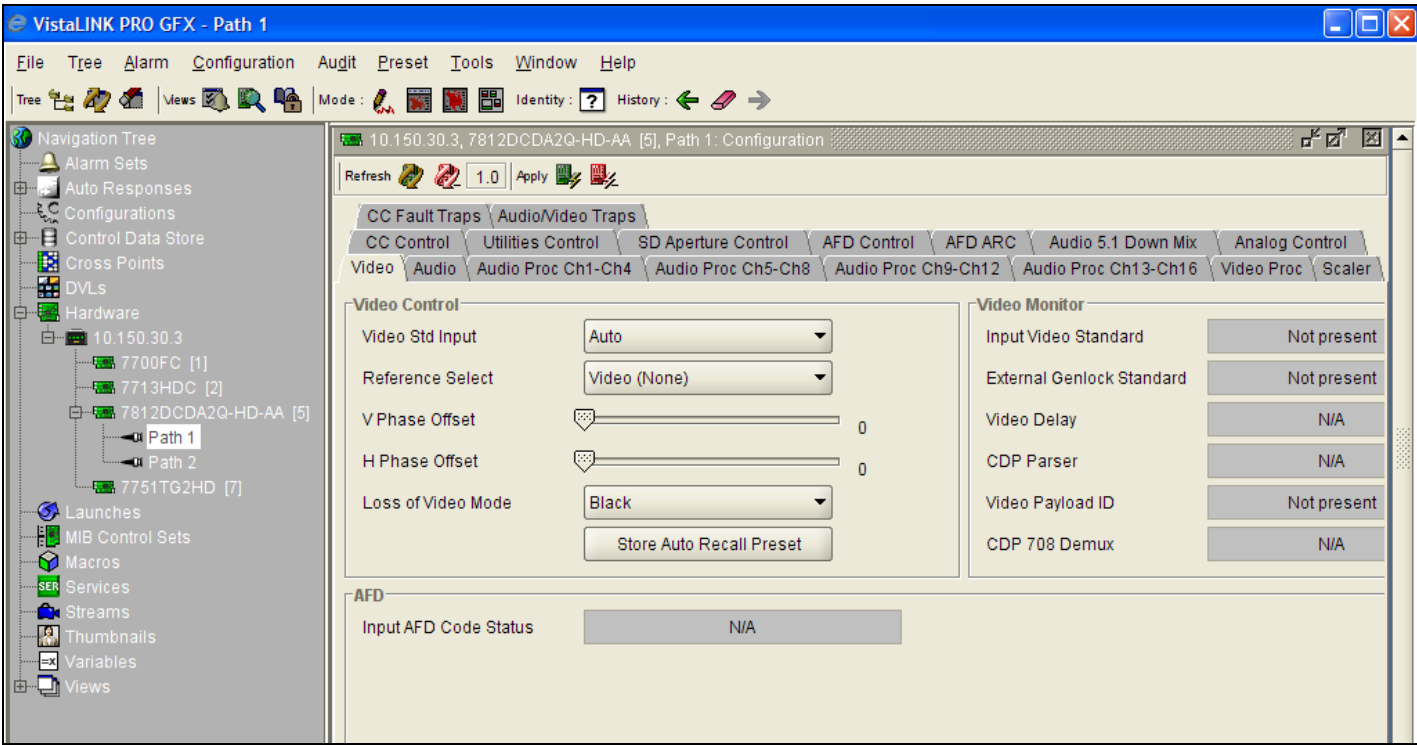 VistaLINK PRO GFX - Path 1
File Tree Alarm Configuration Audit Preset Tools Window Help
Tree Views Mode : Identity : ? History :
Navigation Tree
Alarm Sets
Auto Responses
Configurations
Control Data Store
Cross Points
DVLs
Hardware
10.150.30.3
7700FC [1]
7713HDC [2]
7812DCDA2Q-HD-AA [5]
Path 1
Path 2
7751TG2HD [7]
Launches
MIB Control Sets
Macros
SER Services
Streams
Thumbnails
=x Variables
Views
10.150.30.3, 7812DCDA2Q-HD-AA [5], Path 1: Configuration
Refresh 1.0 Apply
CC Fault Traps Audio/Video Traps
CC Control Utilities Control SD Aperture Control AFD Control AFD ARC Audio 5.1 Down Mix Analog Control
Video Audio Audio Proc Ch1-Ch4 Audio Proc Ch5-Ch8 Audio Proc Ch9-Ch12 Audio Proc Ch13-Ch16 Video Proc Scaler
Video Control
Video Std Input Auto
Reference Select Video (None)
V Phase Offset 0
H Phase Offset 0
Loss of Video Mode Black
Store Auto Recall Preset
Video Monitor
Input Video Standard Not present
External Genlock Standard Not present
Video Delay N/A
CDP Parser N/A
Video Payload ID Not present
CDP 708 Demux N/A
AFD
Input AFD Code Status N/A